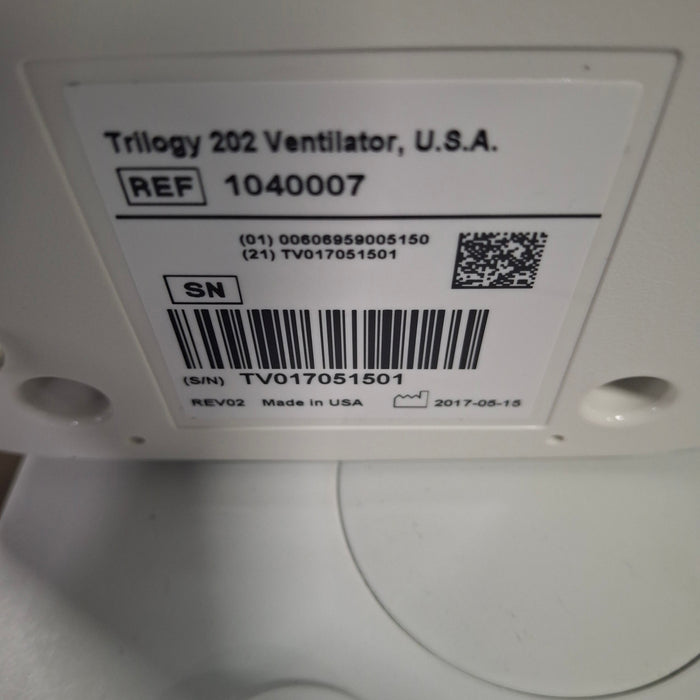 Trilogy 202 Ventilator, U.S.A.
REF 1040007
(01) 00606959005150
(21) TV017051501
SN
(S/N) TV017051501
REV02 Made in USA 2017-05-15